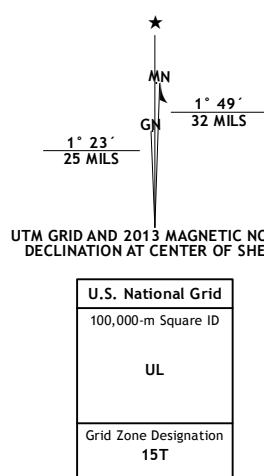 ★
MN
GN
1° 49´
32 MILS
1° 23´
25 MILS
UTM GRID AND 2013 MAGNETIC NO
DECLINATION AT CENTER OF SHE
U.S. National Grid
100,000-m Square ID
UL
Grid Zone Designation
15T